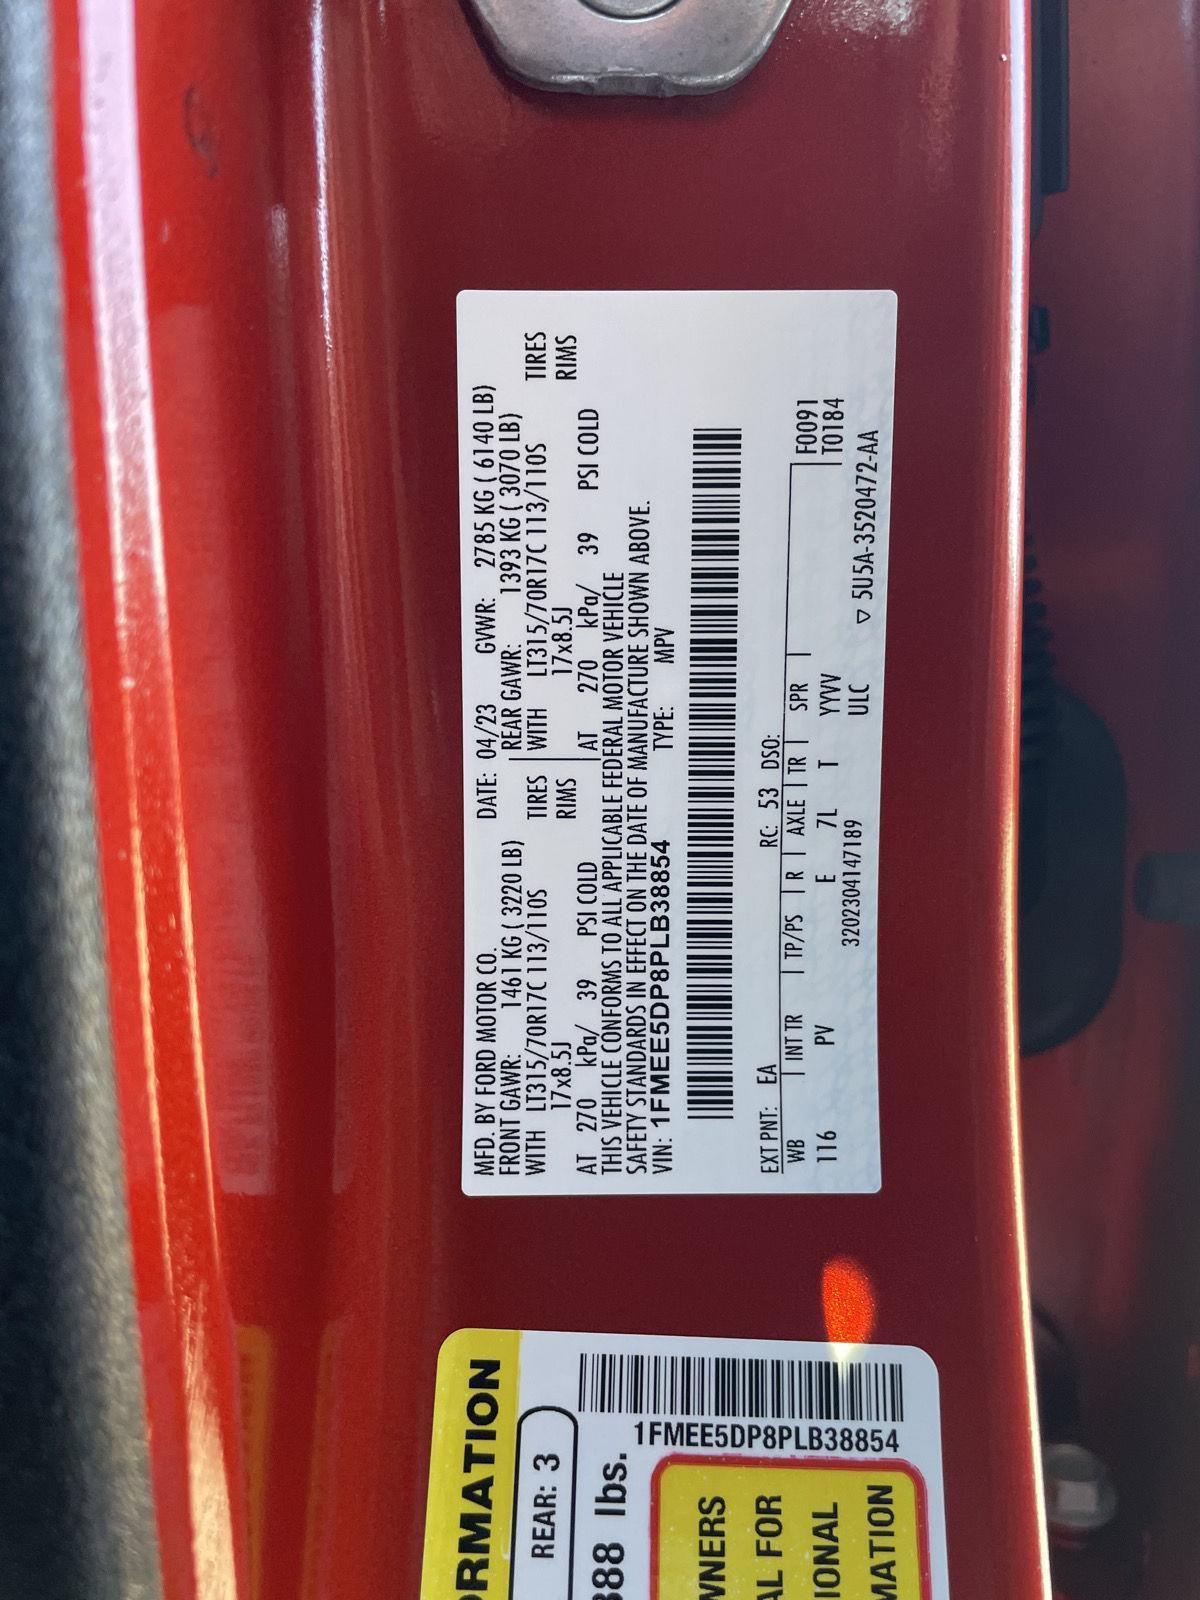 MFD. BY FORD MOTOR CO. DATE: 04/23 GVWR: 2785 KG ( 6140 LB)
FRONT GAWR: 1461 KG ( 3220 LB) REAR GAWR: 1393 KG ( 3070 LB)
WITH LT315/70R17C 113/110S TIRES WITH LT315/70R17C 113/110S TIRES
17x8.5J RIMS 17x8.5J RIMS
AT 270 kPa/ 39 PSI COLD AT 270 kPa/ 39 PSI COLD
THIS VEHICLE CONFORMS TO ALL APPLICABLE FEDERAL MOTOR VEHICLE
SAFETY STANDARDS IN EFFECT ON THE DATE OF MANUFACTURE SHOWN ABOVE.
VIN: 1FMEE5DP8PLB38854 TYPE: MPV
EXT PNT: EA RC: 53 DSO:
WB INT TR TP/PS R AXLE TR SPR F0091
116 PV E 7L T YYVV T0184
3202304147189 ULC ▽ 5U5A-3520472-AA
ORMATION
REAR: 3
388 lbs.
1FMEE5DP8PLB38854
WNERS
AL FOR
IONAL
MATION